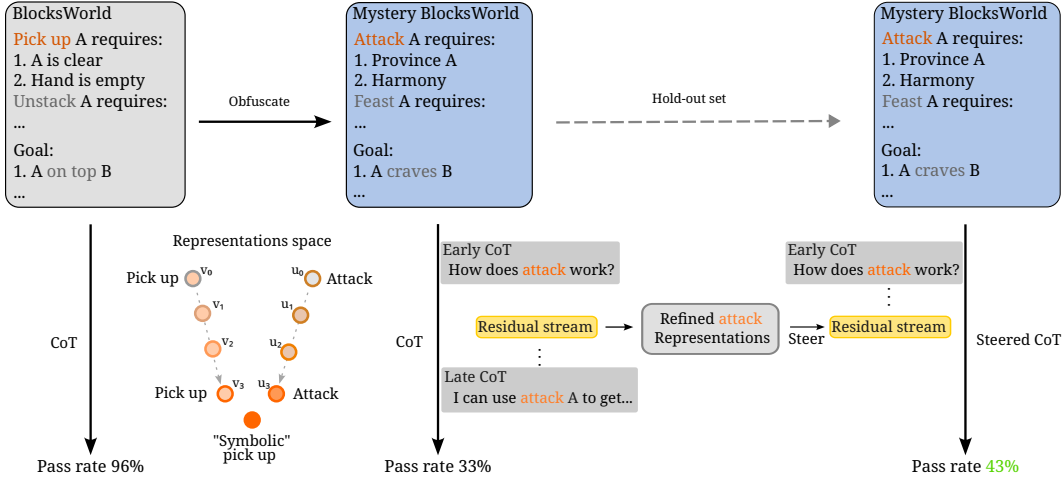 BlocksWorld
Pick up A requires:
1. A is clear
2. Hand is empty
Unstack A requires:
...
Goal:
1. A on top B
...
Obfuscate
Mystery BlocksWorld
Attack A requires:
1. Province A
2. Harmony
Feast A requires:
...
Goal:
1. A craves B
...
Hold-out set
Mystery BlocksWorld
Attack A requires:
1. Province A
2. Harmony
Feast A requires:
...
Goal:
1. A craves B
...
CoT
Pass rate 96%
Representations space
Pick up
v₀
u₀
Attack
v₁
u₁
v₂
u₂
Pick up
v₃
u₃
Attack
"Symbolic"
pick up
CoT
Early CoT
How does attack work?
Residual stream
Late CoT
I can use attack A to get...
Pass rate 33%
Refined attack
Representations
Steer
Early CoT
How does attack work?
Residual stream
Steered CoT
Pass rate 43%